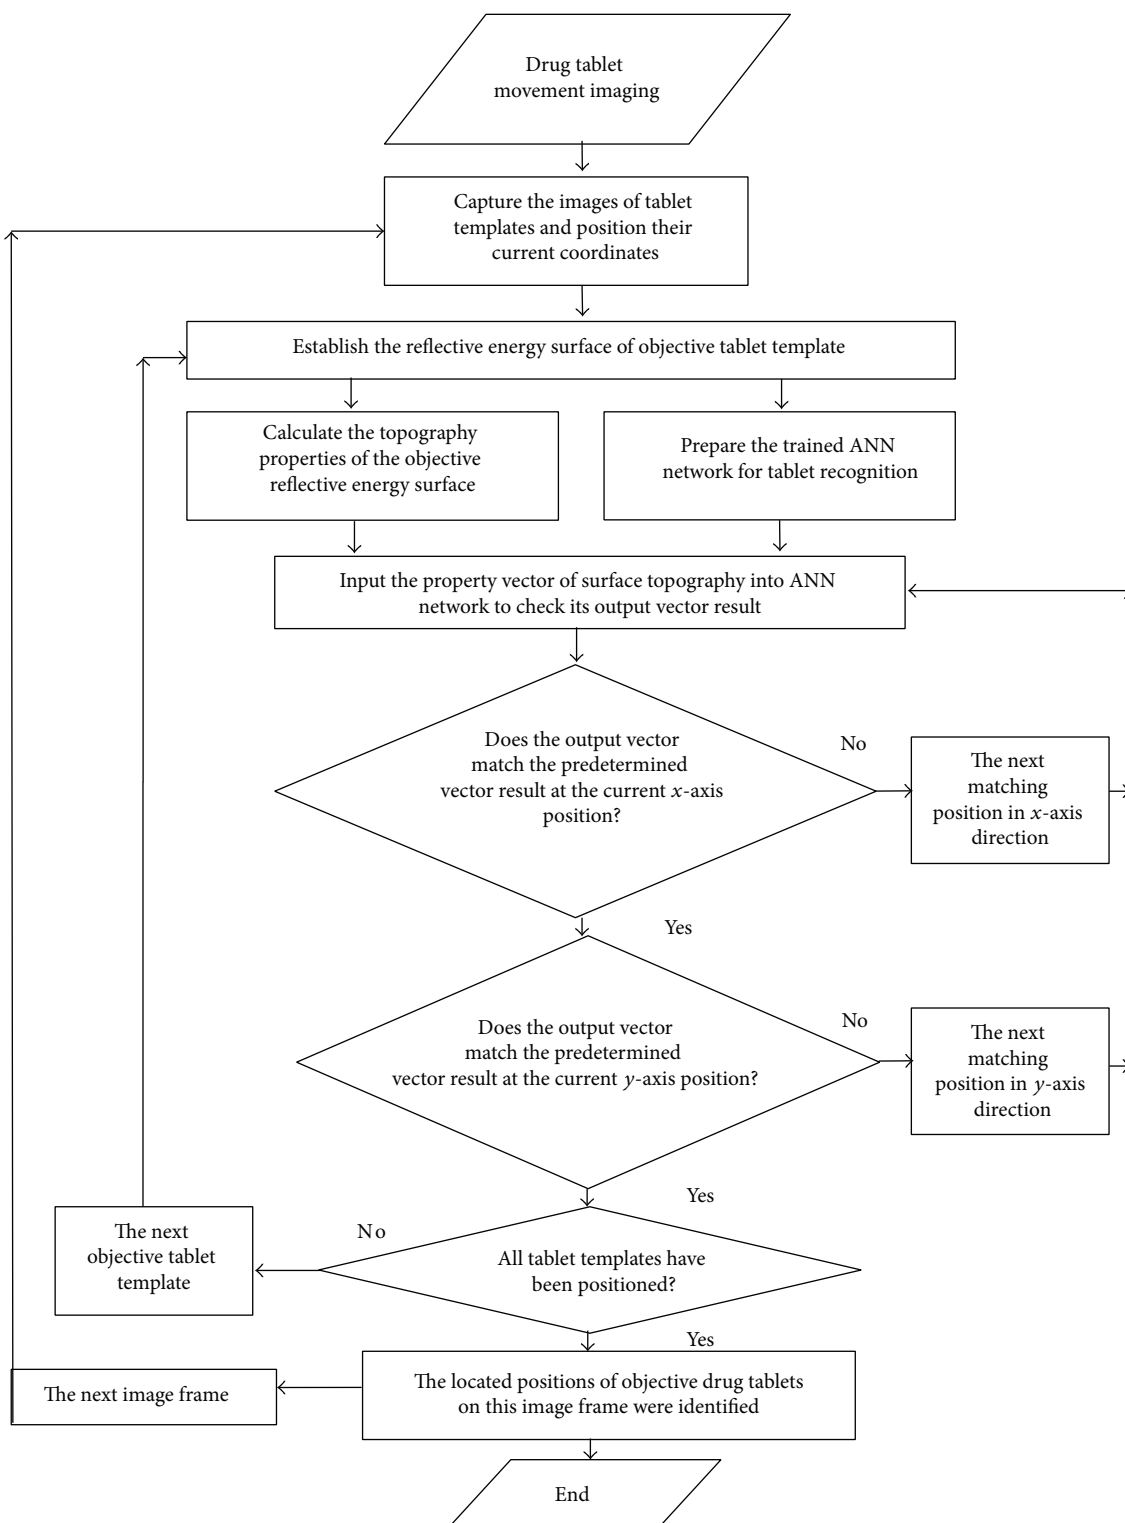 Drug tablet
movement imaging
Capture the images of tablet
templates and position their
current coordinates
Establish the reflective energy surface of objective tablet template
Calculate the topography
properties of the objective
reflective energy surface
Prepare the trained ANN
network for tablet recognition
Input the property vector of surface topography into ANN
network to check its output vector result
Does the output vector
match the predetermined
vector result at the current x-axis
position?
No
The next
matching
position in x-axis
direction
Yes
Does the output vector
match the predetermined
vector result at the current y-axis position?
No
The next
matching
position in y-axis
direction
Yes
All tablet templates have
been positioned?
No
The next
objective tablet
template
Yes
The located positions of objective drug tablets
on this image frame were identified
The next image frame
End